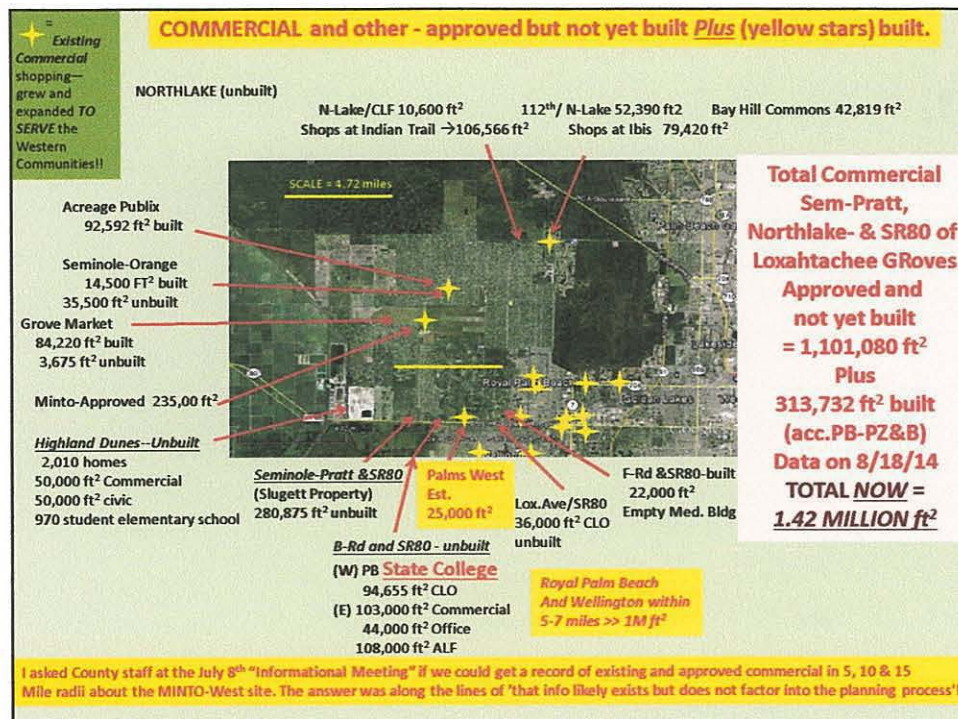 COMMERCIAL and other - approved but not yet built Plus (yellow stars) built.
= Existing
Commercial
shopping—
grew and
expanded TO
SERVE the
Western
Communities!!
NORTHLAKE (unbuilt)
N-Lake/CLF 10,600 ft²
112th/ N-Lake 52,390 ft2
Bay Hill Commons 42,819 ft²
Shops at Indian Trail →106,566 ft²
Shops at Ibis 79,420 ft²
SCALE = 4.72 miles
Acreage Publix
92,592 ft² built
Seminole-Orange
14,500 FT² built
35,500 ft² unbuilt
Grove Market
84,220 ft² built
3,675 ft² unbuilt
Minto-Approved 235,00 ft²
Highland Dunes--Unbuilt
2,010 homes
50,000 ft² Commercial
50,000 ft² civic
970 student elementary school
Royal Palm Beach
Seminole-Pratt &SR80
(Slugett Property)
280,875 ft² unbuilt
Palms West
Est.
25,000 ft²
Lox.Ave/SR80
36,000 ft² CLO
unbuilt
F-Rd &SR80-built
22,000 ft²
Empty Med. Bldg
B-Rd and SR80 - unbuilt
(W) PB State College
94,655 ft² CLO
(E) 103,000 ft² Commercial
44,000 ft² Office
108,000 ft² ALF
Royal Palm Beach
And Wellington within
5-7 miles >> 1M ft²
Total Commercial
Sem-Pratt,
Northlake- & SR80 of
Loxahtachee GRoves
Approved and
not yet built
= 1,101,080 ft²
Plus
313,732 ft² built
(acc.PB-PZ&B)
Data on 8/18/14
TOTAL NOW =
1.42 MILLION ft²
I asked County staff at the July 8th "Informational Meeting" if we could get a record of existing and approved commercial in 5, 10 & 15
Mile radii about the MINTO-West site. The answer was along the lines of 'that info likely exists but does not factor into the planning process'!